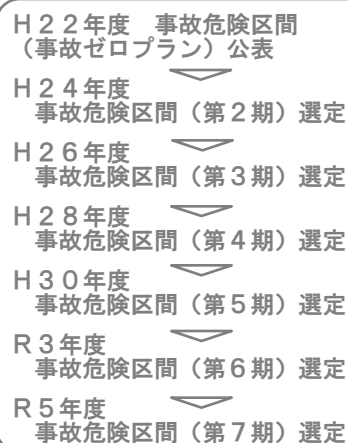 H22年度　事故危険区間
（事故ゼロプラン）公表
H24年度
事故危険区間（第2期）選定
H26年度
事故危険区間（第3期）選定
H28年度
事故危険区間（第4期）選定
H30年度
事故危険区間（第5期）選定
R3年度
事故危険区間（第6期）選定
R5年度
事故危険区間（第7期）選定